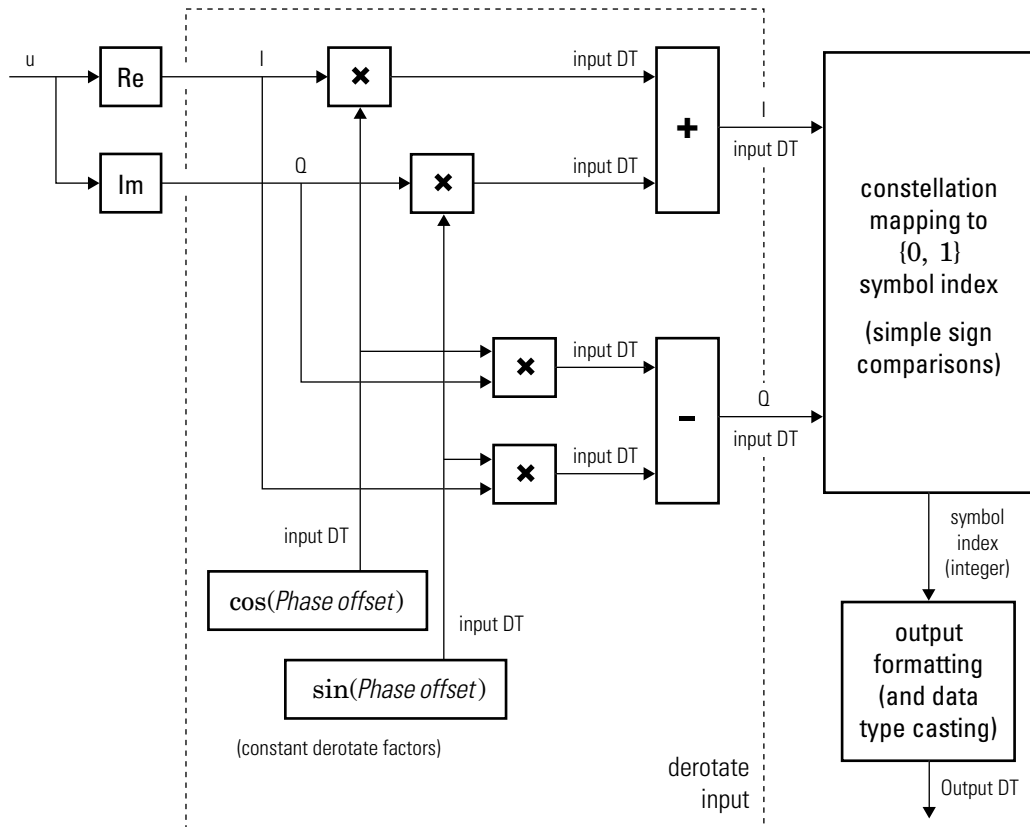 u
Re
I
×
input DT
+
I
input DT
Im
Q
×
input DT
constellation
mapping to
{0, 1}
symbol index
(simple sign
comparisons)
×
input DT
−
Q
input DT
×
input DT
input DT
cos(Phase offset)
input DT
sin(Phase offset)
(constant derotate factors)
derotate
input
symbol
index
(integer)
output
formatting
(and data
type casting)
Output DT